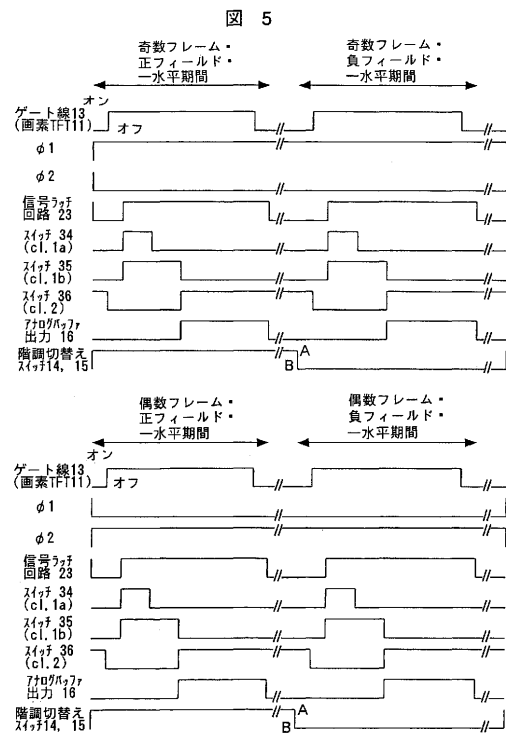 図 5
奇数フレーム・
正フィールド・
一水平期間
奇数フレーム・
負フィールド・
一水平期間
オン
ゲート線13
(画素TFT11)
オフ
φ1
φ2
信号ラッチ
回路 23
スイッチ 34
(cl.1a)
スイッチ 35
(cl.1b)
スイッチ 36
(cl.2)
アナログバッファ
出力 16
階調切替え
スイッチ14, 15
A
B
偶数フレーム・
正フィールド・
一水平期間
偶数フレーム・
負フィールド・
一水平期間
オン
ゲート線13
(画素TFT11)
オフ
φ1
φ2
信号ラッチ
回路 23
スイッチ 34
(cl.1a)
スイッチ 35
(cl.1b)
スイッチ 36
(cl.2)
アナログバッファ
出力 16
階調切替え
スイッチ14, 15
A
B